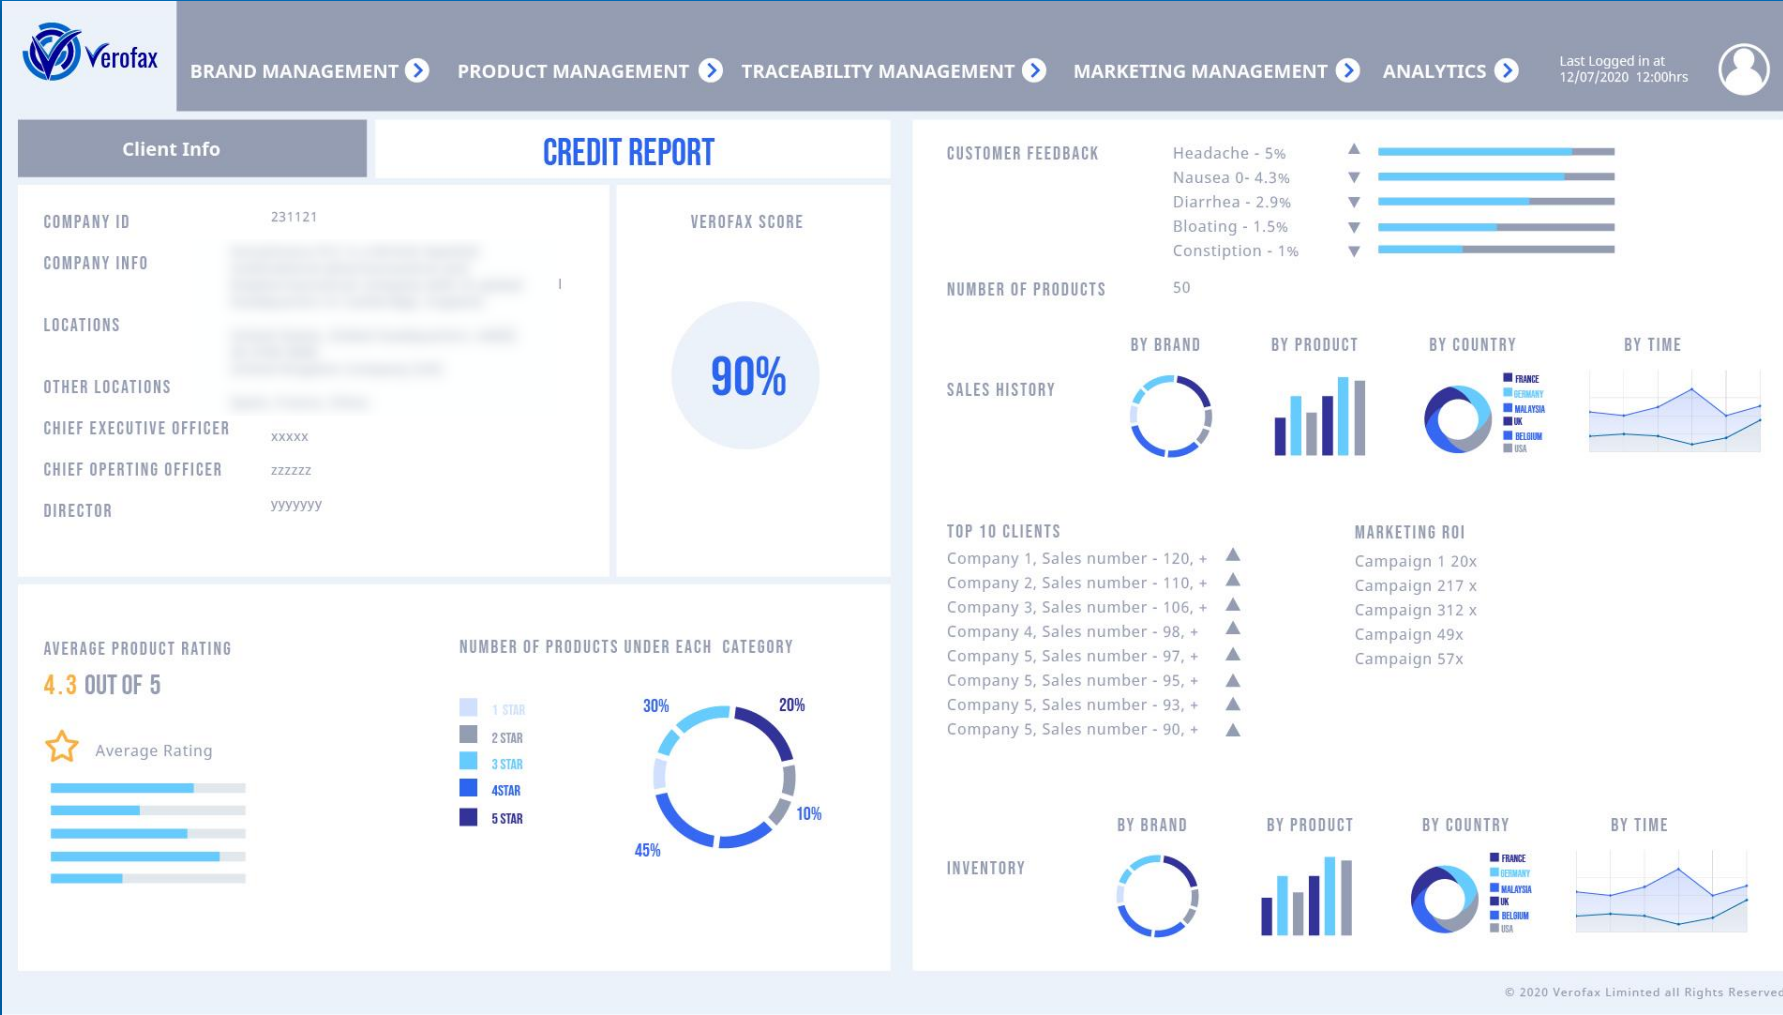 Verofax
BRAND MANAGEMENT
PRODUCT MANAGEMENT
TRACEABILITY MANAGEMENT
MARKETING MANAGEMENT
ANALYTICS
Last Logged in at
12/07/2020 12:00hrs
Client Info
CREDIT REPORT
COMPANY ID
231121
COMPANY INFO
LOCATIONS
OTHER LOCATIONS
CHIEF EXECUTIVE OFFICER
xxxxx
CHIEF OPERTING OFFICER
zzzzzz
DIRECTOR
yyyyyyy
VEROFAX SCORE
90%
AVERAGE PRODUCT RATING
4.3 OUT OF 5
Average Rating
NUMBER OF PRODUCTS UNDER EACH CATEGORY
1 STAR
2 STAR
3 STAR
4STAR
5 STAR
30%
20%
10%
45%
CUSTOMER FEEDBACK
Headache - 5%
Nausea 0- 4.3%
Diarrhea - 2.9%
Bloating - 1.5%
Constiption - 1%
NUMBER OF PRODUCTS
50
SALES HISTORY
BY BRAND
BY PRODUCT
BY COUNTRY
BY TIME
FRANCE
GERMANY
MALAYSIA
UK
BELGIUM
USA
TOP 10 CLIENTS
Company 1, Sales number - 120, +
Company 2, Sales number - 110, +
Company 3, Sales number - 106, +
Company 4, Sales number - 98, +
Company 5, Sales number - 97, +
Company 5, Sales number - 95, +
Company 5, Sales number - 93, +
Company 5, Sales number - 90, +
MARKETING ROI
Campaign 1 20x
Campaign 217 x
Campaign 312 x
Campaign 49x
Campaign 57x
INVENTORY
BY BRAND
BY PRODUCT
BY COUNTRY
BY TIME
FRANCE
GERMANY
MALAYSIA
UK
BELGIUM
USA
© 2020 Verofax Liminted all Rights Reserved